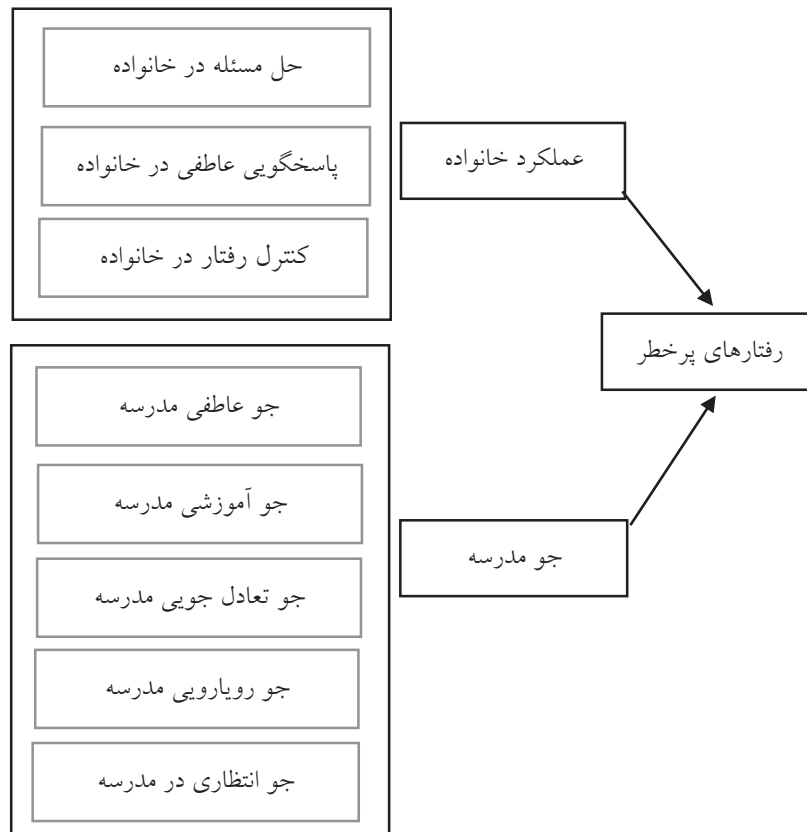 حل مسئله در خانواده
پاسخگویی عاطفی در خانواده
کنترل رفتار در خانواده
عملکرد خانواده
رفتارهای پرخطر
جو عاطفی مدرسه
جو آموزشی مدرسه
جو تعادل جویی مدرسه
جو رویارویی مدرسه
جو انتظاری در مدرسه
جو مدرسه